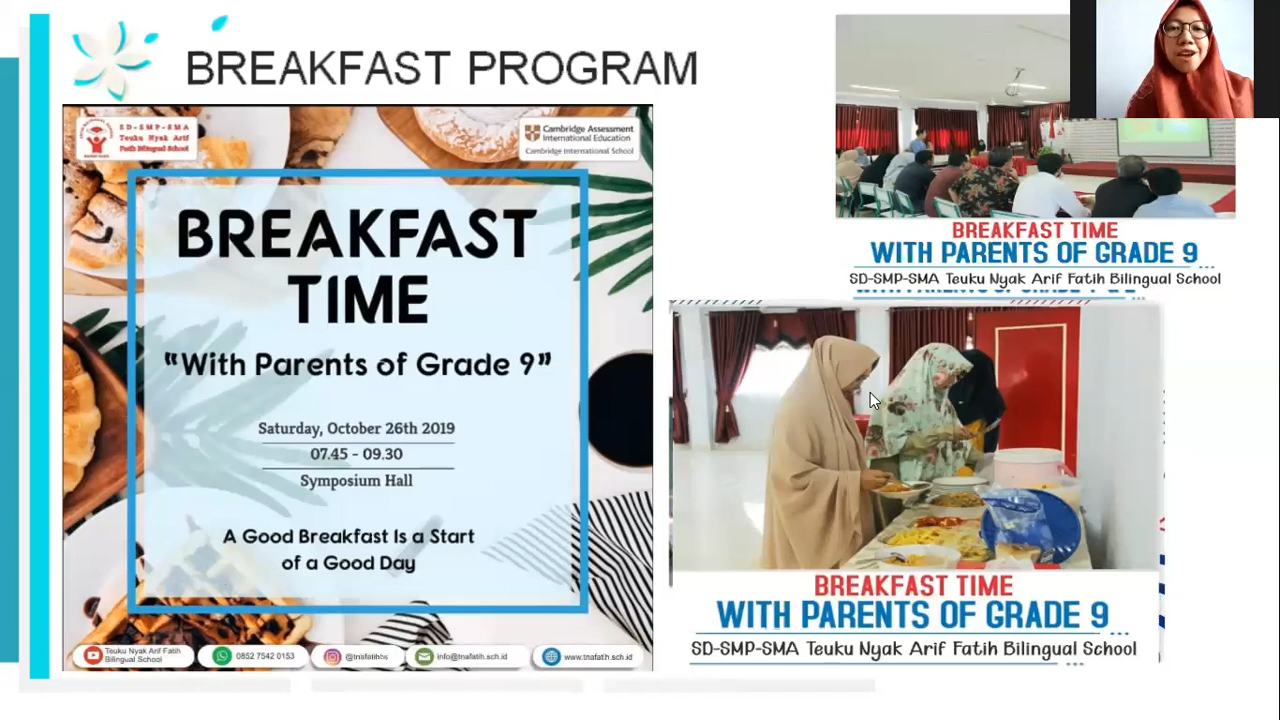 BREAKFAST PROGRAM
SD-SMP-SMA
Teuku Nyak Arif
Fatih Bilingual School
Cambridge Assessment
International Education
Cambridge International School
BREAKFAST
TIME
"With Parents of Grade 9"
Saturday, October 26th 2019
07.45 - 09.30
Symposium Hall
A Good Breakfast Is a Start
of a Good Day
Teuku Nyak Arif Fatih
Bilingual School
0852 7542 0153
@tnafatihbs
info@tnafatih.sch.id
www.tnafatih.sch.id
BREAKFAST TIME
WITH PARENTS OF GRADE 9
SD-SMP-SMA Teuku Nyak Arif Fatih Bilingual School
BREAKFAST TIME
WITH PARENTS OF GRADE 9
SD-SMP-SMA Teuku Nyak Arif Fatih Bilingual School